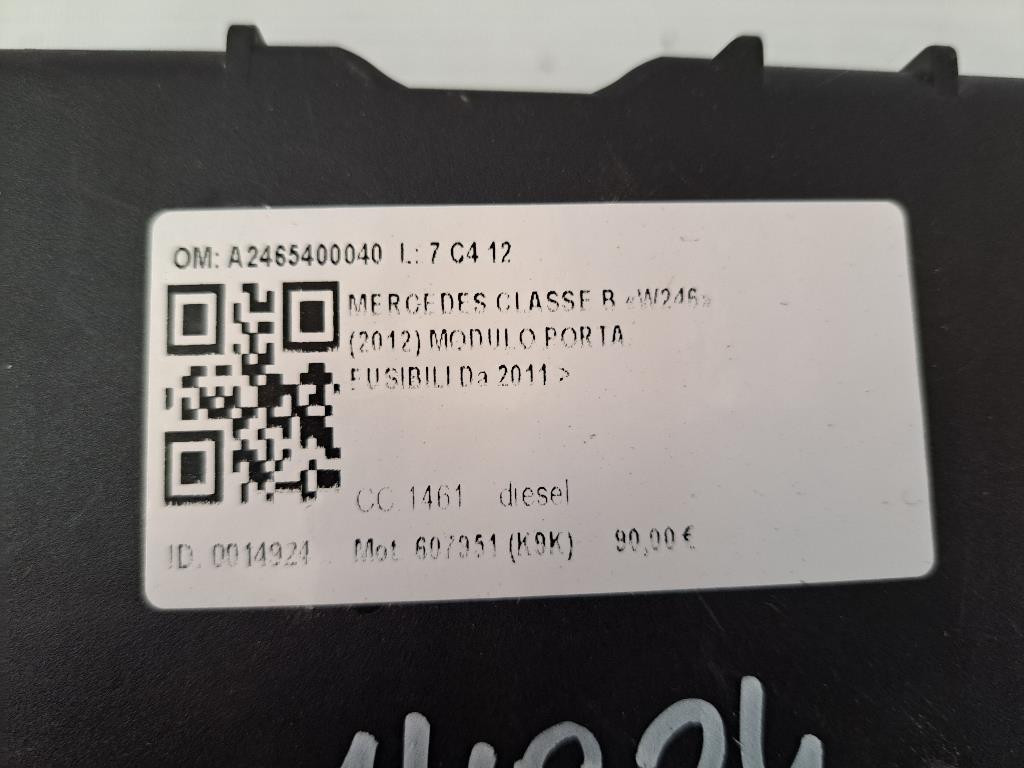 OM: A2465400040 L: 7 C4 12
MERCEDES CLASSE B «W246»
(2012) MODULO PORTA
FUSIBILI Da 2011 >
CC. 1461 diesel
ID. 0014924 Mot. 607951 (K9K) 90,00 €
14924